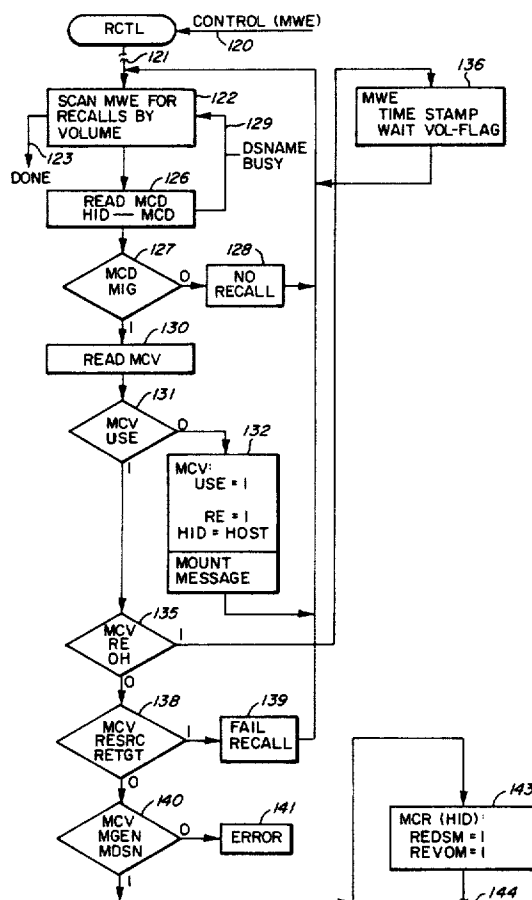 RCTL
CONTROL (MWE)
120
121
SCAN MWE FOR
RECALLS BY
VOLUME
122
123
DONE
129
DSNAME
BUSY
136
MWE
TIME STAMP
WAIT VOL-FLAG
126
READ MCD
HID — MCD
127
MCD
MIG
0
1
128
NO
RECALL
130
READ MCV
131
MCV
USE
0
1
132
MCV:
USE = 1
RE = 1
HID = HOST
MOUNT
MESSAGE
135
MCV
RE
OH
1
0
138
MCV
RESRC
RETGT
1
0
139
FAIL
RECALL
140
MCV
MGEN
MDSN
0
1
141
ERROR
143
MCR (HID):
REDSM = 1
REVOM = 1
144